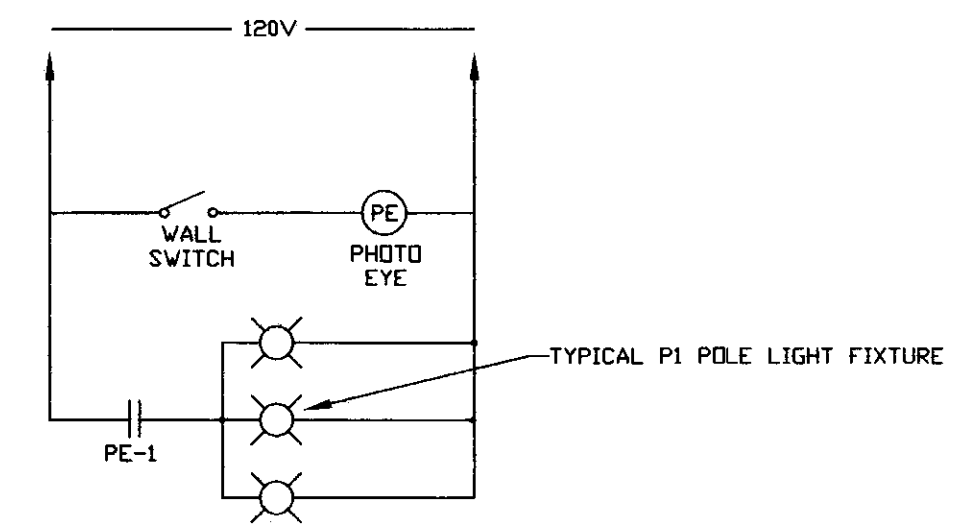 120V
PE
WALL
SWITCH
PHOTO
EYE
TYPICAL P1 POLE LIGHT FIXTURE
PE-1